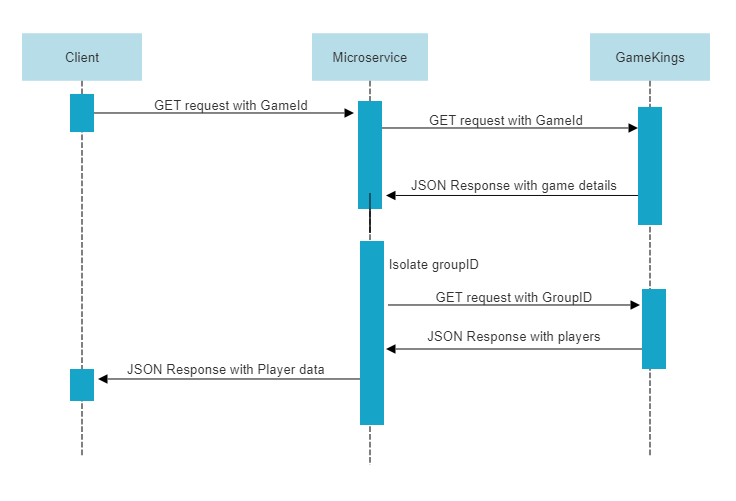 Client
Microservice
GameKings
GET request with GameId
GET request with GameId
JSON Response with game details
Isolate groupID
GET request with GroupID
JSON Response with players
JSON Response with Player data